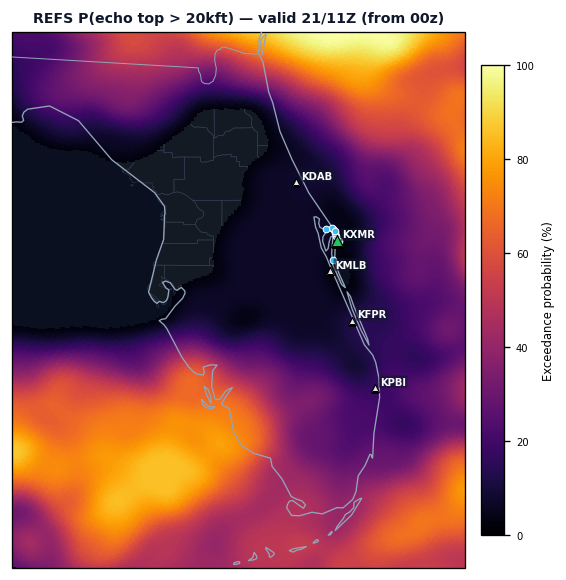 REFS P(echo top > 20kft) — valid 21/11Z (from 00z)
KDAB
KXMR
KMLB
KFPR
KPBI
100
80
60
40
20
0
Exceedance probability (%)